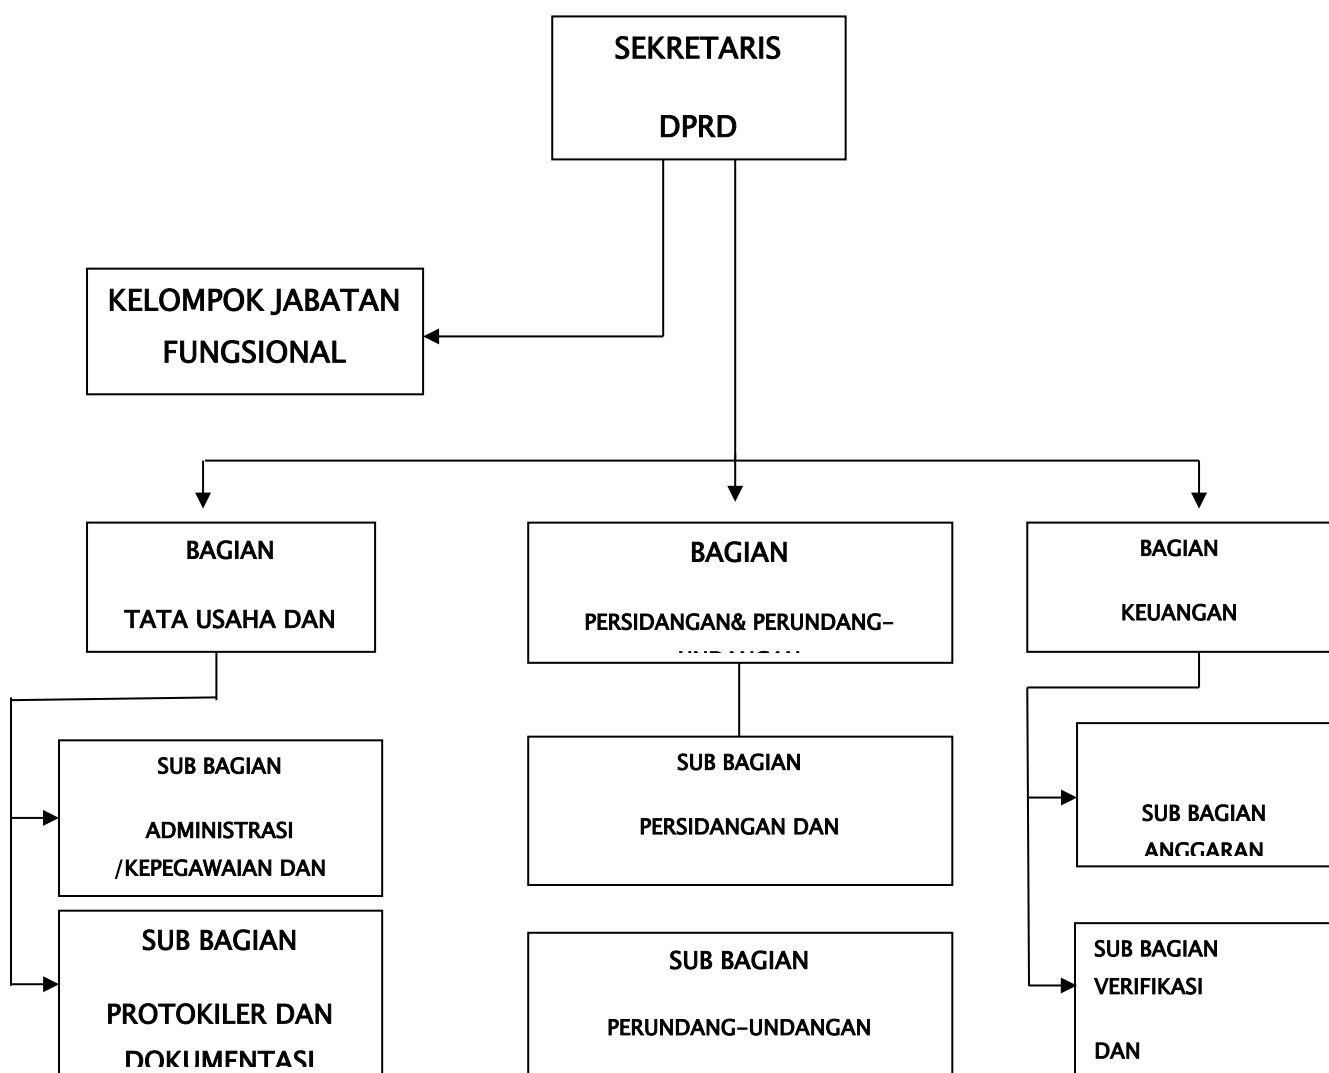 SEKRETARIS
DPRD
KELOMPOK JABATAN
FUNGSIONAL
BAGIAN
TATA USAHA DAN
BAGIAN
PERSIDANGAN& PERUNDANG-
BAGIAN
KEUANGAN
SUB BAGIAN
ADMINISTRASI
/KEPEGAWAIAN DAN
SUB BAGIAN
PERSIDANGAN DAN
SUB BAGIAN
ANGGARAN
SUB BAGIAN
PROTOKILER DAN
DOKUMENTASI
SUB BAGIAN
PERUNDANG-UNDANGAN
SUB BAGIAN
VERIFIKASI
DAN